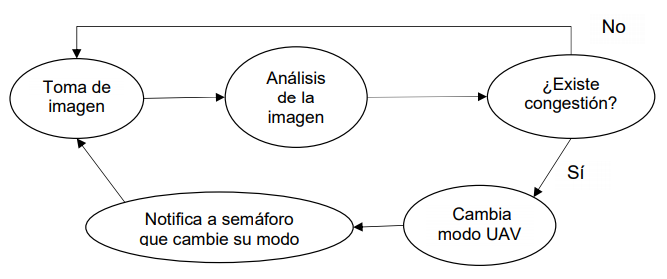 No
Toma de
imagen
Análisis
de la
imagen
¿Existe
congestión?
Sí
Cambia
modo UAV
Notifica a semáforo
que cambie su modo